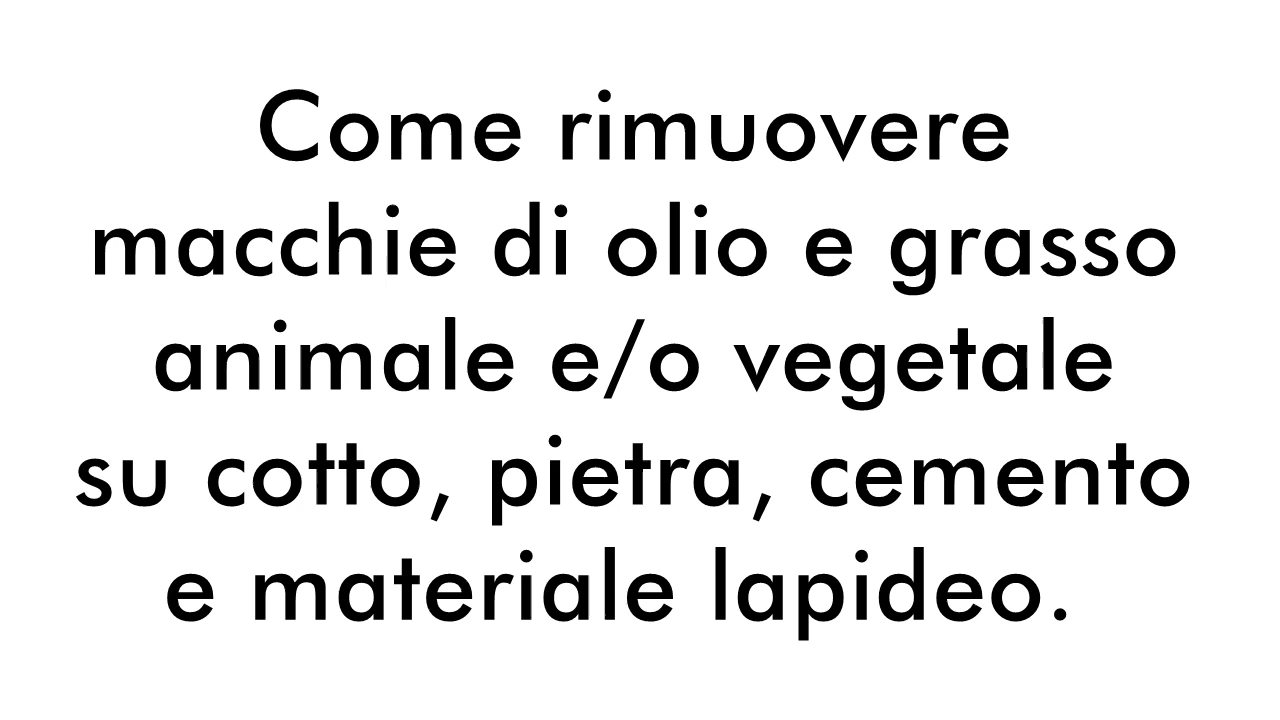 Come rimuovere
macchie di olio e grasso
animale e/o vegetale
su cotto, pietra, cemento
e materiale lapideo.